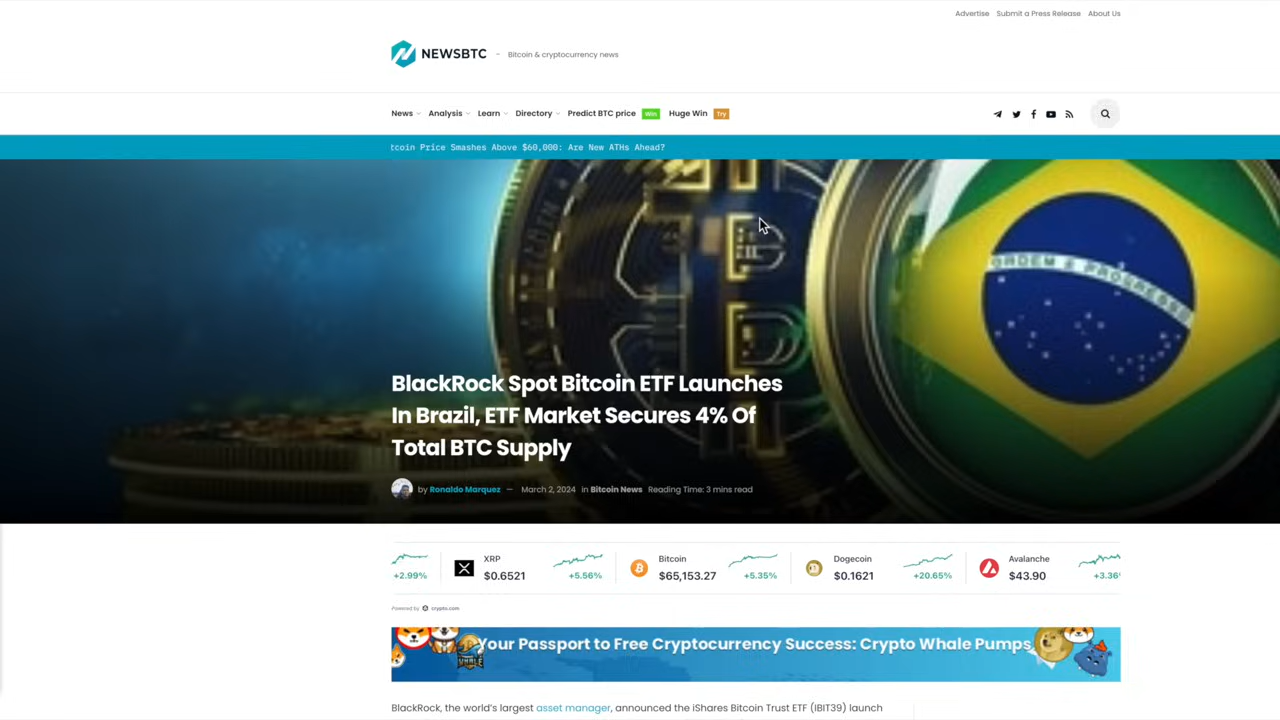 Advertise Submit a Press Release About Us
NEWSBTC - Bitcoin & cryptocurrency news
News Analysis Learn Directory Predict BTC price Win Huge Win Try
tcoin Price Smashes Above $60,000: Are New ATHs Ahead?
ORDEM E PROGRESSO
BlackRock Spot Bitcoin ETF Launches
In Brazil, ETF Market Secures 4% Of
Total BTC Supply
by Ronaldo Marquez — March 2, 2024 in Bitcoin News Reading Time: 3 mins read
XRP Bitcoin Dogecoin Avalanche
+2.99% $0.6521 +5.56% $65,153.27 +5.35% $0.1621 +20.65% $43.90 +3.36
Powered by crypto.com
Your Passport to Free Cryptocurrency Success: Crypto Whale Pumps
BlackRock, the world's largest asset manager, announced the iShares Bitcoin Trust ETF (IBIT39) launch